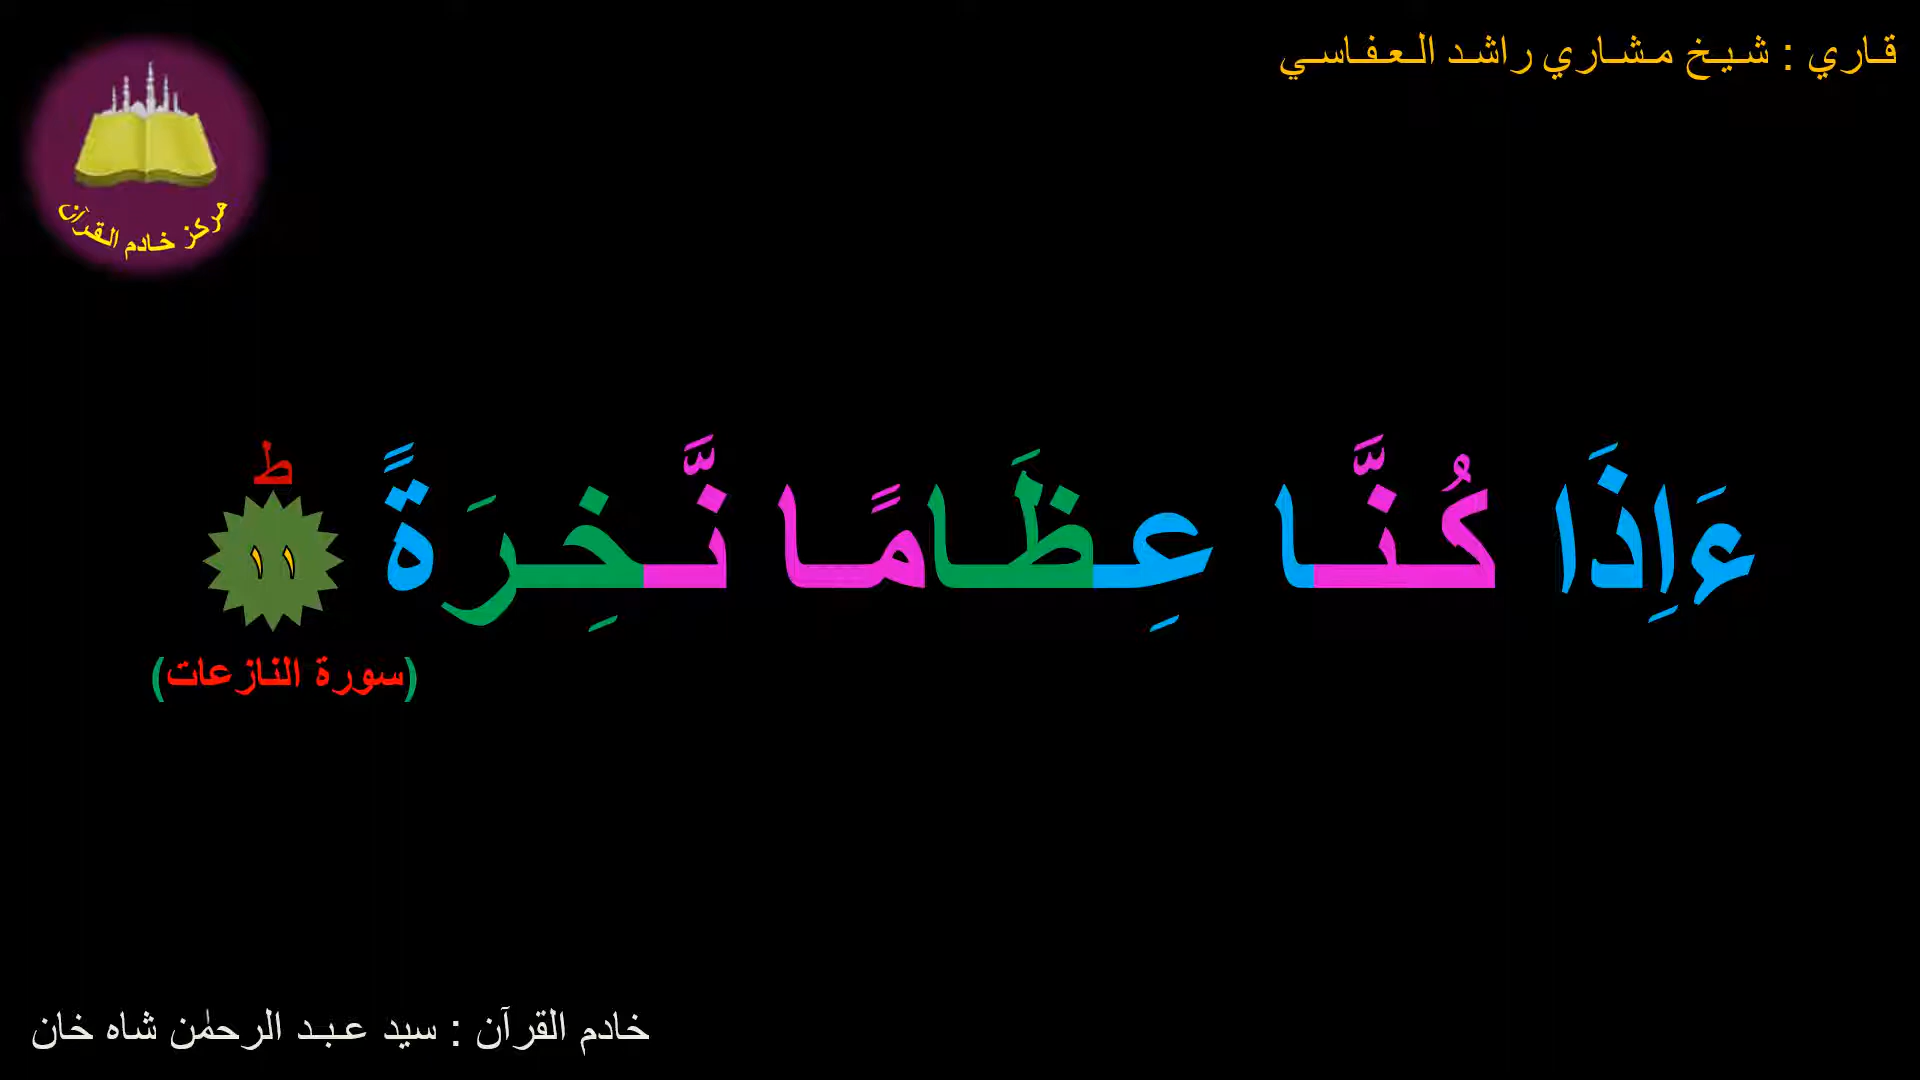 قاري : شيخ مشاري راشد العفاسي
مركز خادم القرآن
ءَاِذَا كُنَّا عِظَامًا نَّخِرَةً ط ١١
(سورة النازعات)
خادم القرآن : سيد عبد الرحمٰن شاه خان